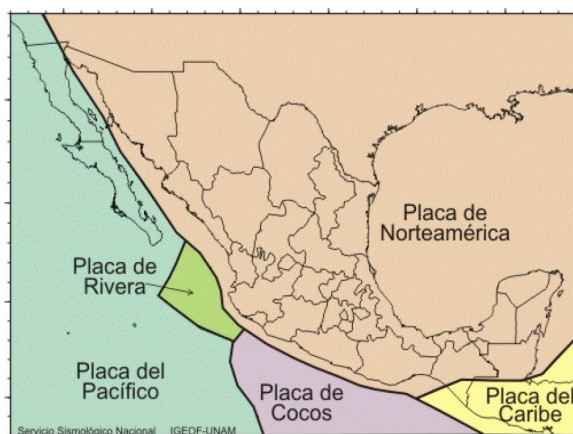 Placa de
Norteamérica
Placa de
Rivera
Placa del
Pacífico
Placa de
Cocos
Placa del
Caribe
Servicio Sismológico Nacional IGEOF-UNAM